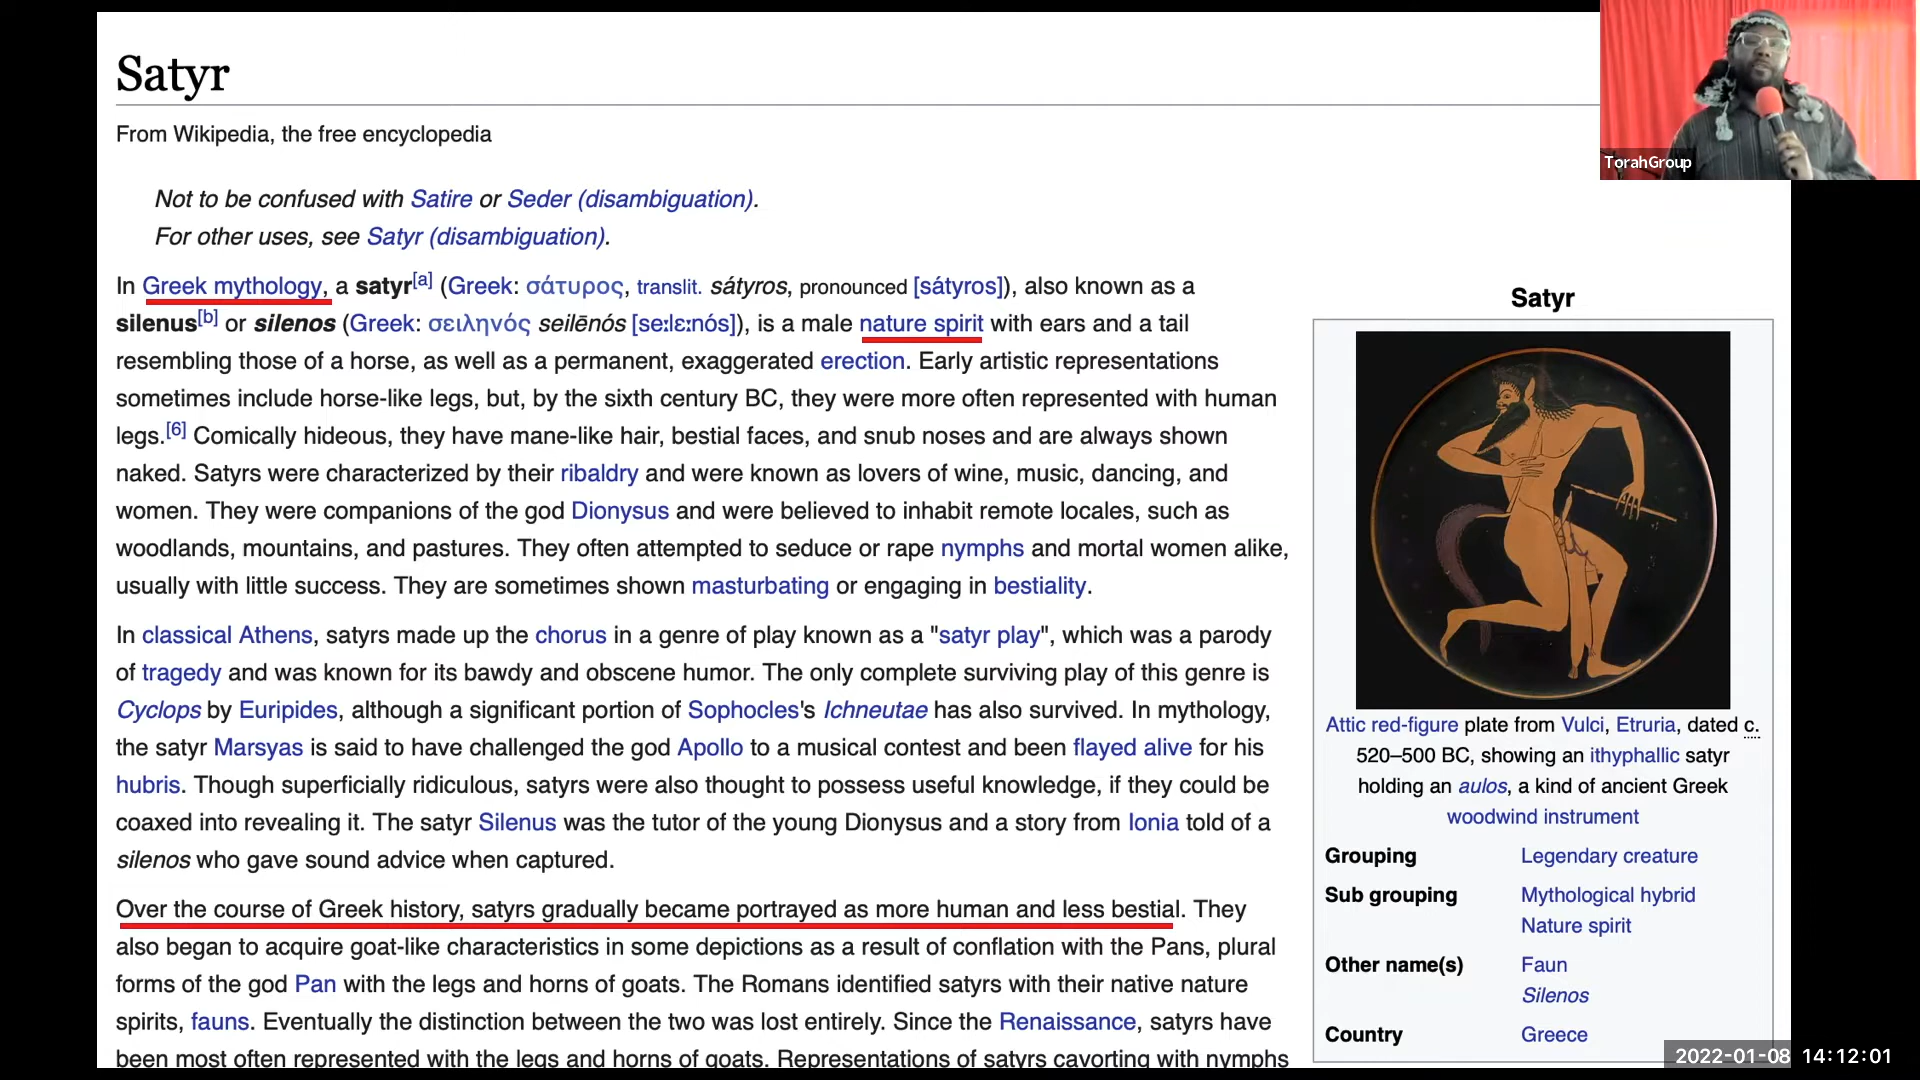 Satyr
From Wikipedia, the free encyclopedia
Not to be confused with Satire or Seder (disambiguation).
For other uses, see Satyr (disambiguation).
In Greek mythology, a satyr[a] (Greek: σάτυρος, translit. sátyros, pronounced [sátyros]), also known as a
silenus[b] or silenos (Greek: σειληνός seilēnós [seːlɛːnós]), is a male nature spirit with ears and a tail
resembling those of a horse, as well as a permanent, exaggerated erection. Early artistic representations
sometimes include horse-like legs, but, by the sixth century BC, they were more often represented with human
legs.[6] Comically hideous, they have mane-like hair, bestial faces, and snub noses and are always shown
naked. Satyrs were characterized by their ribaldry and were known as lovers of wine, music, dancing, and
women. They were companions of the god Dionysus and were believed to inhabit remote locales, such as
woodlands, mountains, and pastures. They often attempted to seduce or rape nymphs and mortal women alike,
usually with little success. They are sometimes shown masturbating or engaging in bestiality.
In classical Athens, satyrs made up the chorus in a genre of play known as a "satyr play", which was a parody
of tragedy and was known for its bawdy and obscene humor. The only complete surviving play of this genre is
Cyclops by Euripides, although a significant portion of Sophocles's Ichneutae has also survived. In mythology,
the satyr Marsyas is said to have challenged the god Apollo to a musical contest and been flayed alive for his
hubris. Though superficially ridiculous, satyrs were also thought to possess useful knowledge, if they could be
coaxed into revealing it. The satyr Silenus was the tutor of the young Dionysus and a story from Ionia told of a
silenos who gave sound advice when captured.
Over the course of Greek history, satyrs gradually became portrayed as more human and less bestial. They
also began to acquire goat-like characteristics in some depictions as a result of conflation with the Pans, plural
forms of the god Pan with the legs and horns of goats. The Romans identified satyrs with their native nature
spirits, fauns. Eventually the distinction between the two was lost entirely. Since the Renaissance, satyrs have
been most often represented with the legs and horns of goats. Representations of satyrs cavorting with nymphs
Satyr
Attic red-figure plate from Vulci, Etruria, dated c.
520–500 BC, showing an ithyphallic satyr
holding an aulos, a kind of ancient Greek
woodwind instrument
Grouping Legendary creature
Sub grouping Mythological hybrid
Nature spirit
Other name(s) Faun
Silenos
Country Greece
TorahGroup
2022-01-08 14:12:01